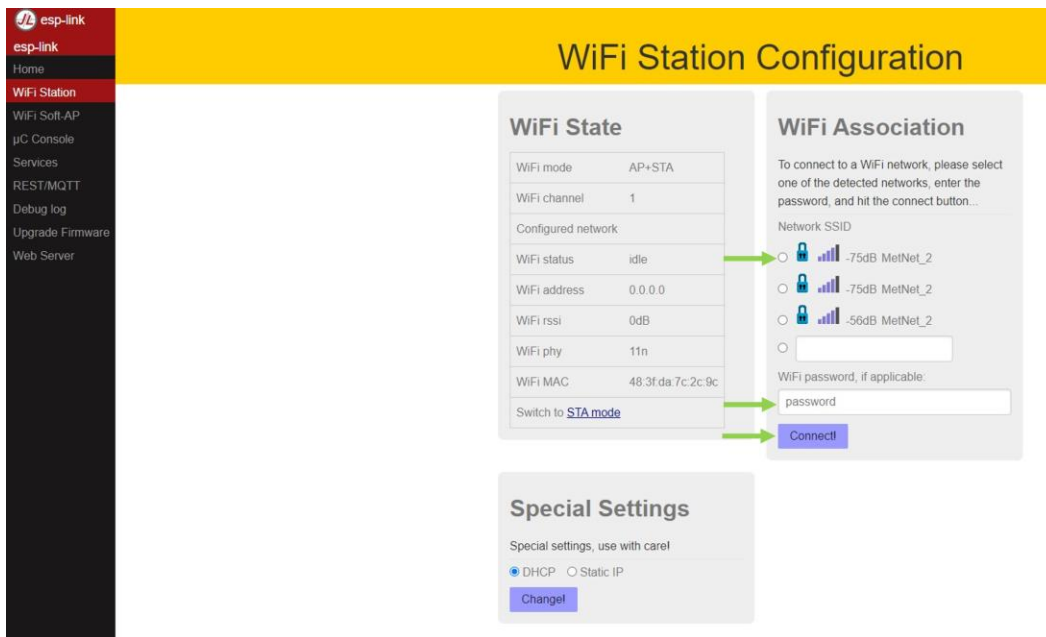 JL esp-link
esp-link
Home
WiFi Station
WiFi Soft-AP
µC Console
Services
REST/MQTT
Debug log
Upgrade Firmware
Web Server
WiFi Station Configuration
WiFi State
WiFi mode AP+STA
WiFi channel 1
Configured network
WiFi status idle
WiFi address 0.0.0.0
WiFi rssi 0dB
WiFi phy 11n
WiFi MAC 48:3f:da:7c:2c:9c
Switch to STA mode
WiFi Association
To connect to a WiFi network, please select
one of the detected networks, enter the
password, and hit the connect button...
Network SSID
-75dB MetNet_2
-75dB MetNet_2
-56dB MetNet_2
WiFi password, if applicable:
password
Connect!
Special Settings
Special settings, use with care!
DHCP Static IP
Change!